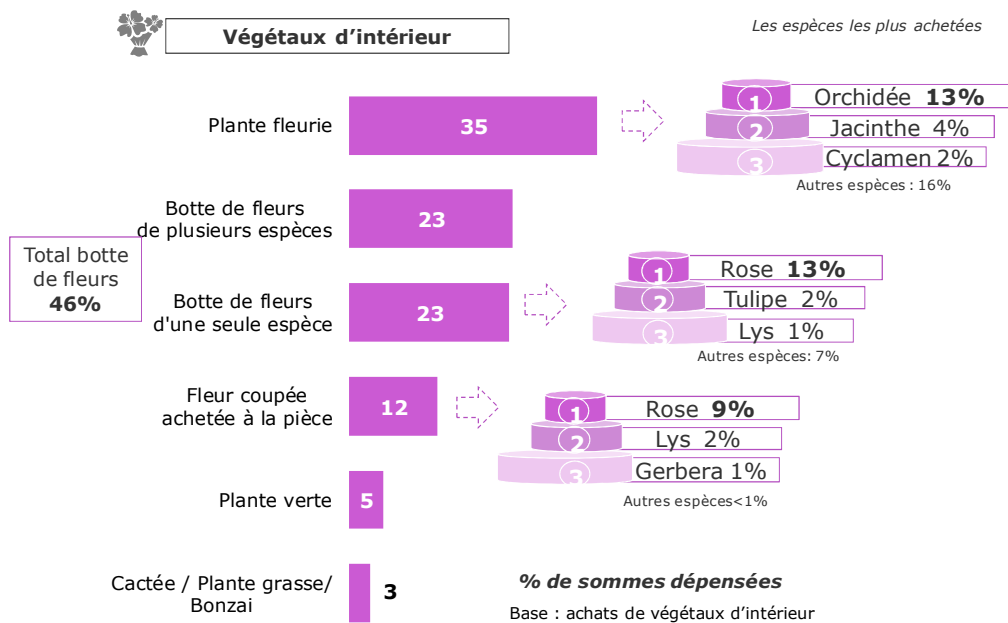 Végétaux d’intérieur
Les espèces les plus achetées
Plante fleurie
35
1
Orchidée 13%
2
Jacinthe 4%
3
Cyclamen 2%
Autres espèces : 16%
Botte de fleurs
de plusieurs espèces
23
Total botte
de fleurs
46%
Botte de fleurs
d'une seule espèce
23
1
Rose 13%
2
Tulipe 2%
3
Lys 1%
Autres espèces: 7%
Fleur coupée
achetée à la pièce
12
1
Rose 9%
2
Lys 2%
3
Gerbera 1%
Autres espèces<1%
Plante verte
5
Cactée / Plante grasse/
Bonzai
3
% de sommes dépensées
Base : achats de végétaux d’intérieur